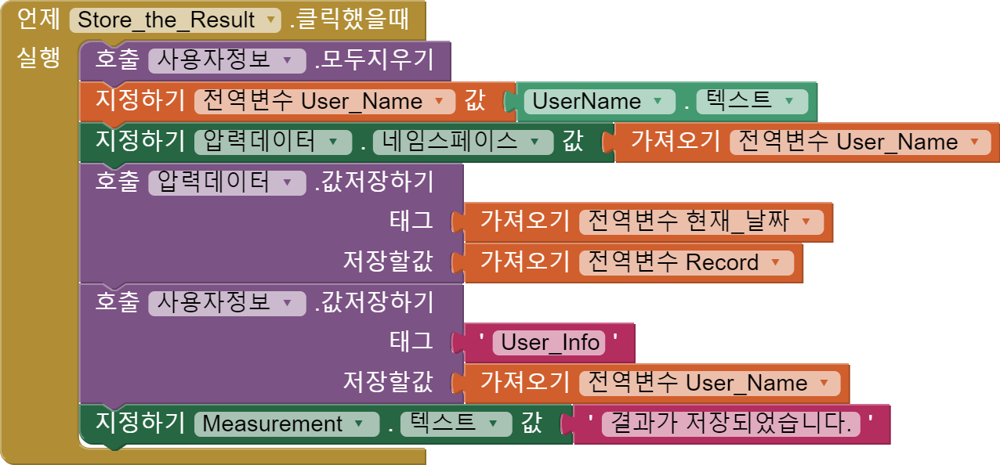 언제 Store_the_Result .클릭했을때
실행 호출 사용자정보 .모두지우기
지정하기 전역변수 User_Name 값 UserName . 텍스트
지정하기 압력데이터 . 네임스페이스 값 가져오기 전역변수 User_Name
호출 압력데이터 .값저장하기
태그 가져오기 전역변수 현재_날짜
저장할값 가져오기 전역변수 Record
호출 사용자정보 .값저장하기
태그 ' User_Info '
저장할값 가져오기 전역변수 User_Name
지정하기 Measurement . 텍스트 값 ' 결과가 저장되었습니다. '